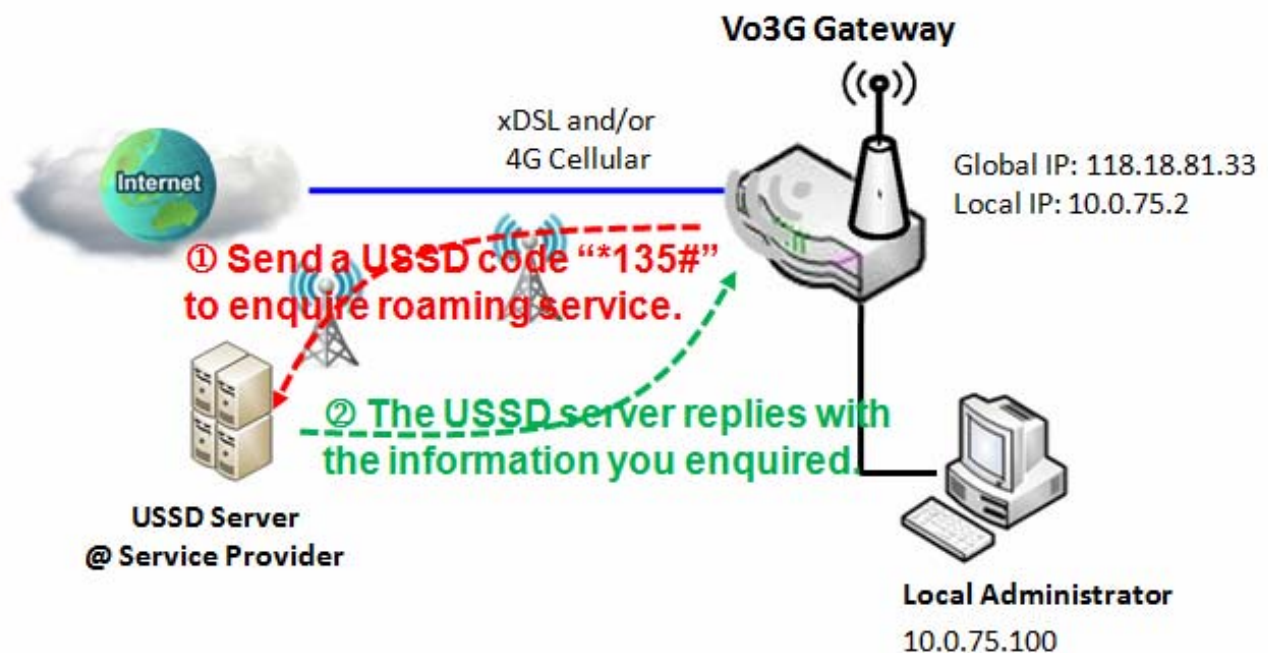 Vo3G Gateway
xDSL and/or
4G Cellular
Internet
Global IP: 118.18.81.33
Local IP: 10.0.75.2
① Send a USSD code “*135#”
to enquire roaming service.
② The USSD server replies with
the information you enquired.
USSD Server
@ Service Provider
Local Administrator
10.0.75.100